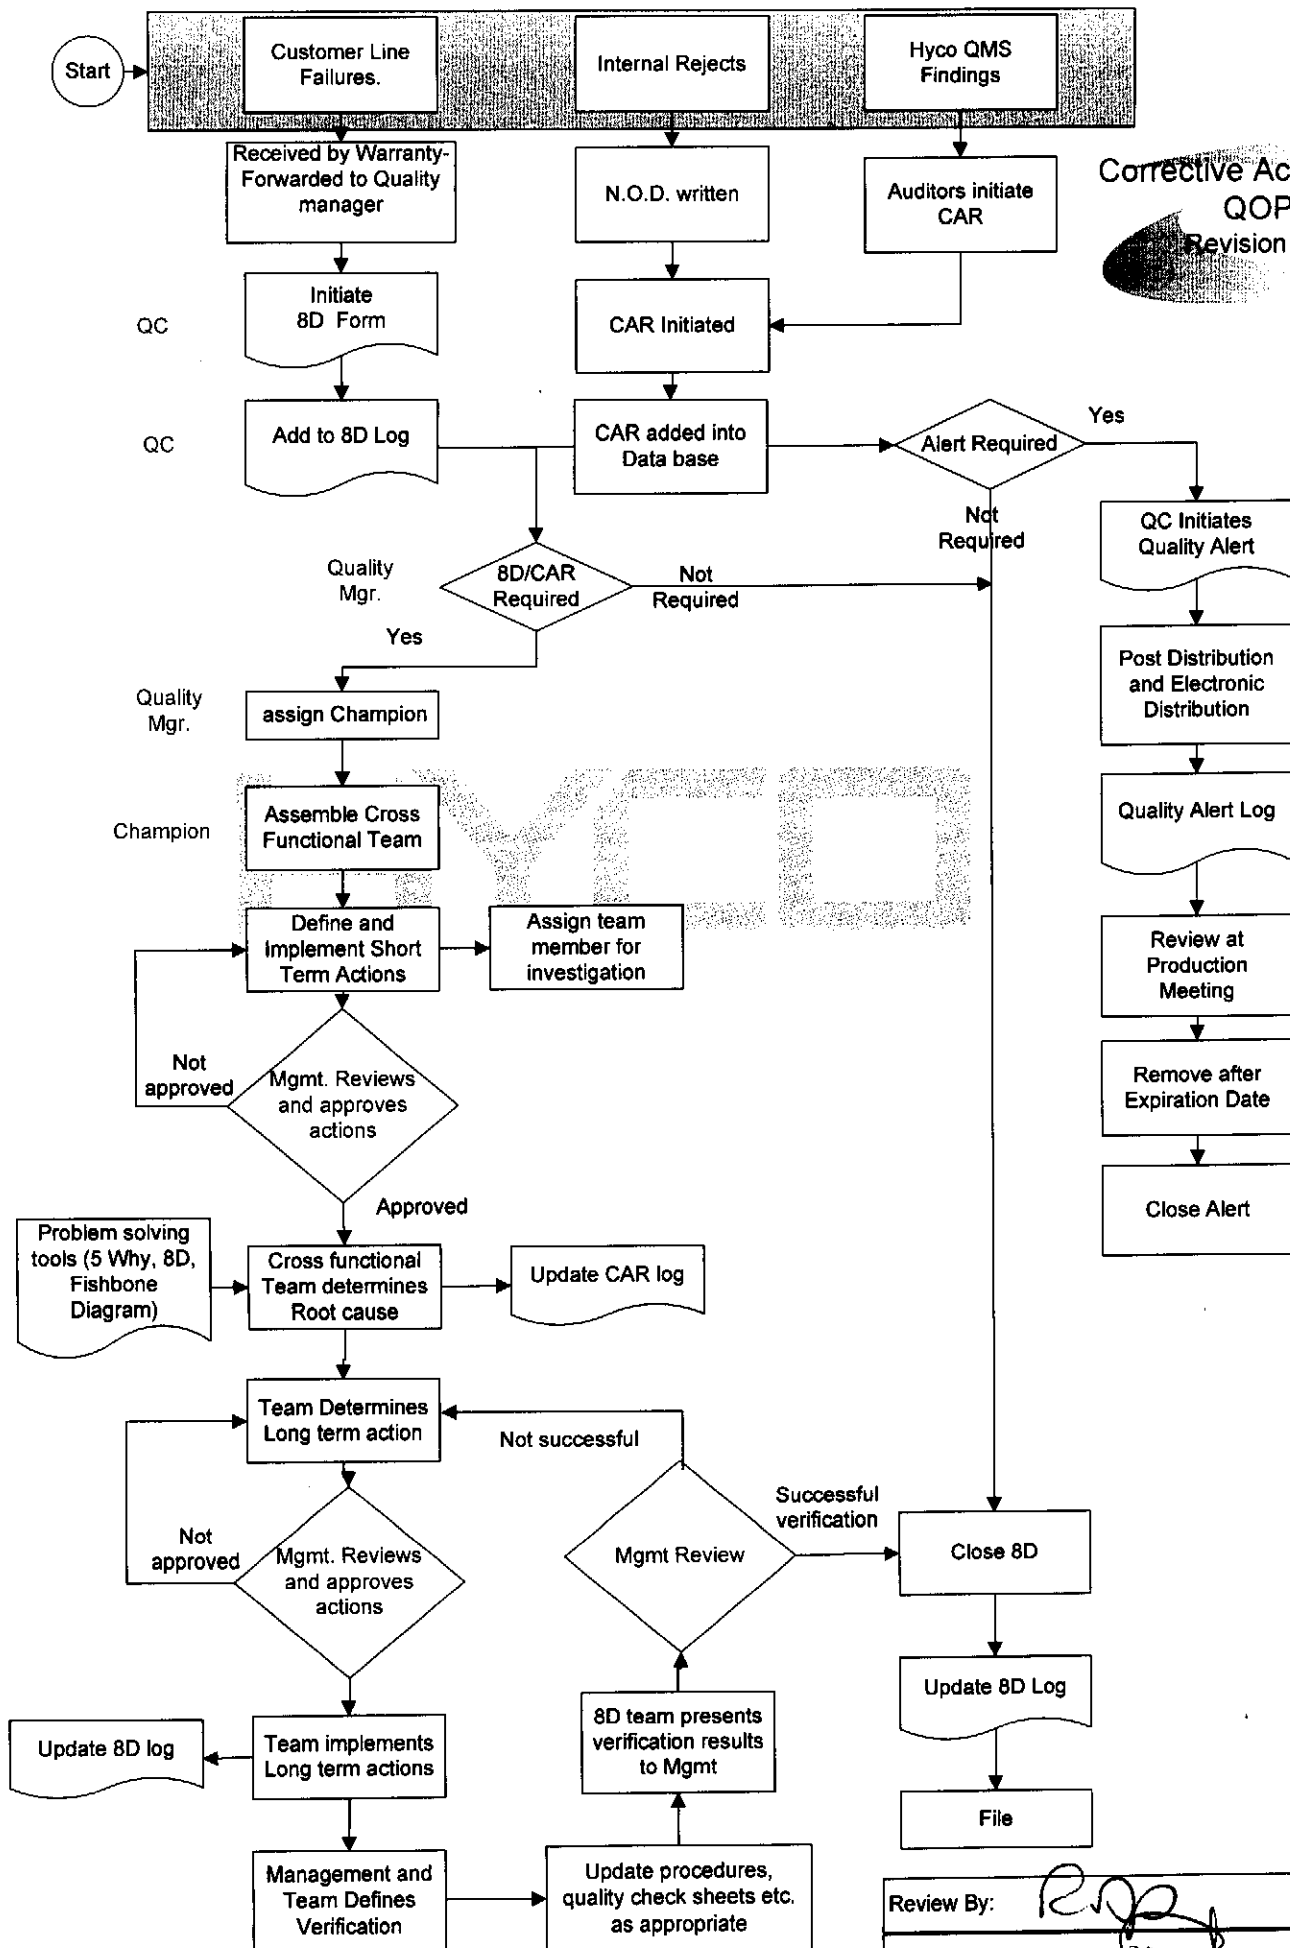 Start
Customer Line
Failures.
Internal Rejects
Hyco QMS
Findings
Received by Warranty-
Forwarded to Quality
manager
N.O.D. written
Auditors initiate
CAR
Corrective Ac
QOP
Revision
QC
Initiate
8D Form
CAR Initiated
QC
Add to 8D Log
CAR added into
Data base
Alert Required
Yes
Not
Required
QC Initiates
Quality Alert
Quality
Mgr.
8D/CAR
Required
Not
Required
Yes
Post Distribution
and Electronic
Distribution
Quality
Mgr.
assign Champion
Quality Alert Log
Champion
Assemble Cross
Functional Team
HYCO
Define and
Implement Short
Term Actions
Assign team
member for
investigation
Review at
Production
Meeting
Not
approved
Mgmt. Reviews
and approves
actions
Remove after
Expiration Date
Approved
Close Alert
Problem solving
tools (5 Why, 8D,
Fishbone
Diagram)
Cross functional
Team determines
Root cause
Update CAR log
Team Determines
Long term action
Not successful
Successful
verification
Not
approved
Mgmt. Reviews
and approves
actions
Mgmt Review
Close 8D
Update 8D log
Team implements
Long term actions
8D team presents
verification results
to Mgmt
Update 8D Log
File
Management and
Team Defines
Verification
Update procedures,
quality check sheets etc.
as appropriate
Review By: